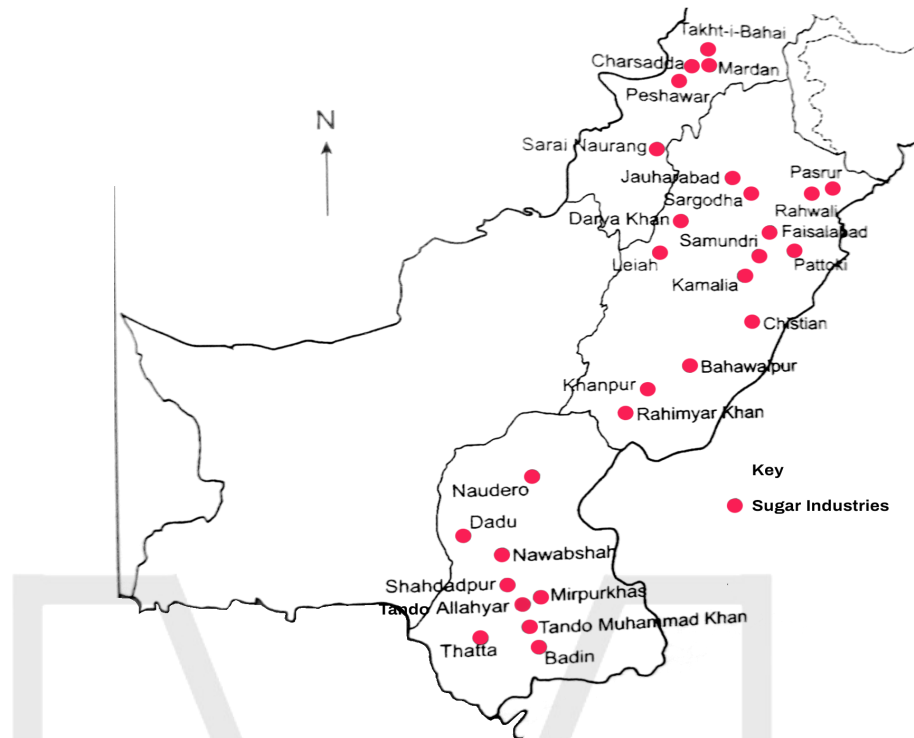 Takht-i-Bahai
Charsadda
Mardan
Peshawar
N
Sarai Naurang
Jauharabad
Pasrur
Sargodha
Rahwali
Darya Khan
Faisalabad
Samundri
Leiah
Pattoki
Kamalia
Chistian
Bahawalpur
Khanpur
Rahimyar Khan
Key
Naudero
Sugar Industries
Dadu
Nawabshah
Shahdadpur
Mirpurkhas
Tando Allahyar
Tando Muhammad Khan
Thatta
Badin